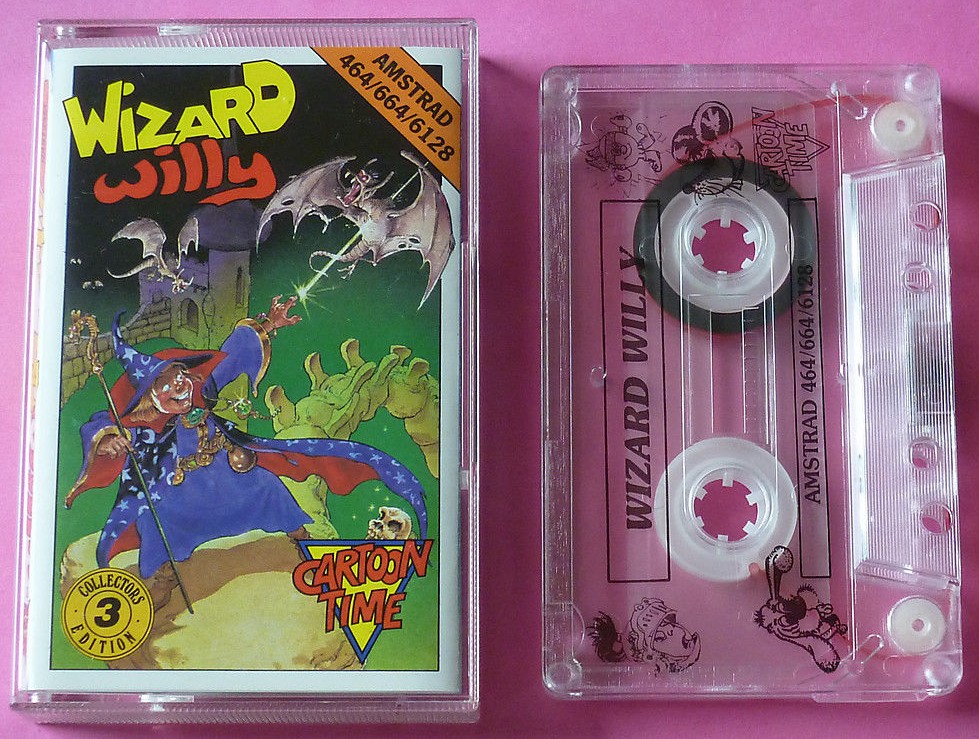 WIZARD
willy
AMSTRAD
464/664/6128
CARTOON
TIME
COLLECTORS
3
EDITION
CARTOON
TIME
WIZARD WILLY
AMSTRAD 464/664/6128